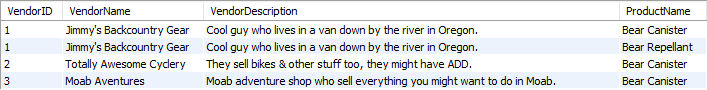 VendorID VendorName VendorDescription ProductName
1 Jimmy's Backcountry Gear Cool guy who lives in a van down by the river in Oregon. Bear Canister
1 Jimmy's Backcountry Gear Cool guy who lives in a van down by the river in Oregon. Bear Repellant
2 Totally Awesome Cyclery They sell bikes & other stuff too, they might have ADD. Bear Canister
3 Moab Aventures Moab adventure shop who sell everything you might want to do in Moab. Bear Canister